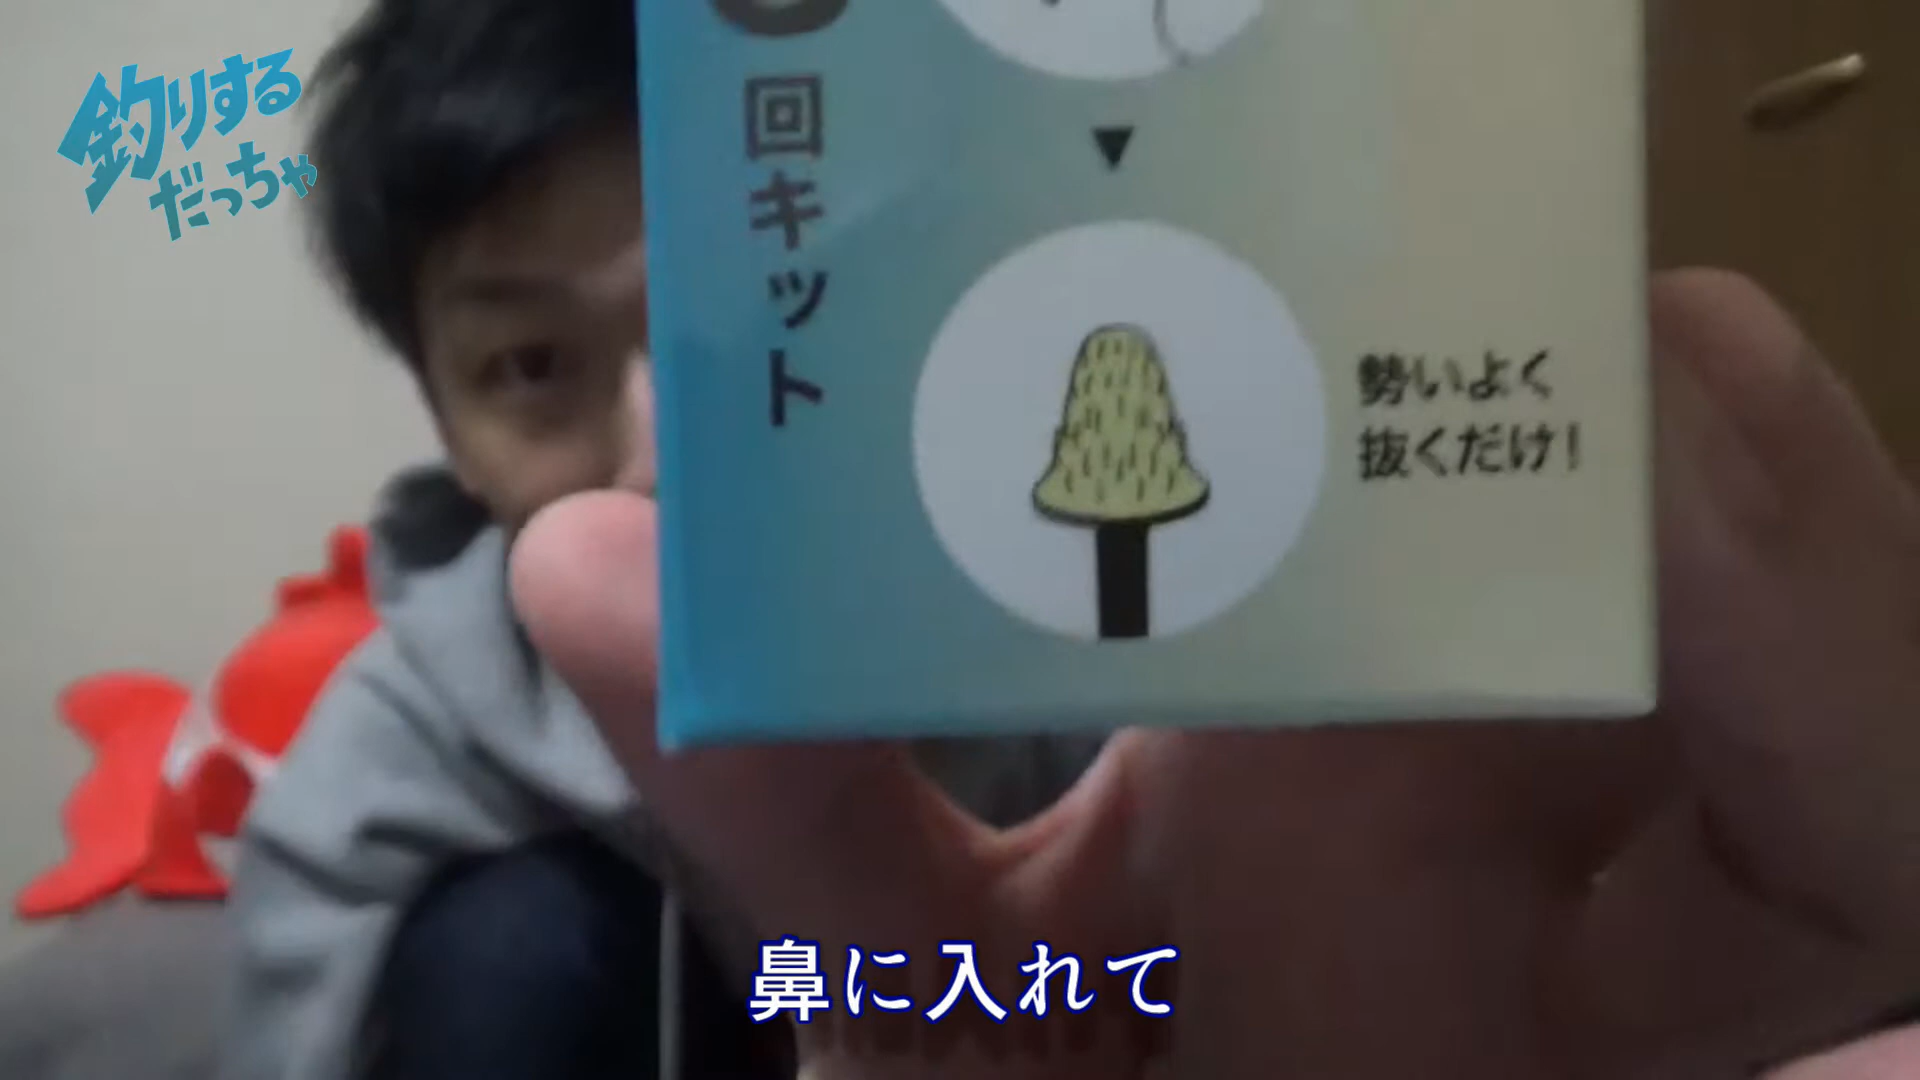 釣りする
だっちゃ
回キット
勢いよく
抜くだけ!
鼻に入れて